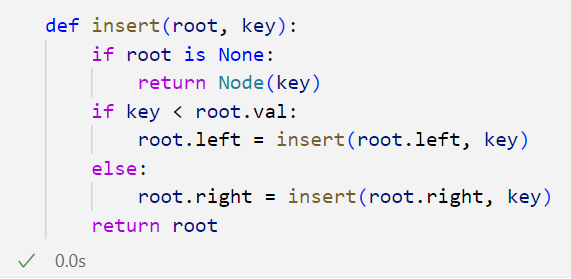 def insert(root, key):
    if root is None:
        return Node(key)
    if key < root.val:
        root.left = insert(root.left, key)
    else:
        root.right = insert(root.right, key)
    return root
✓ 0.0s